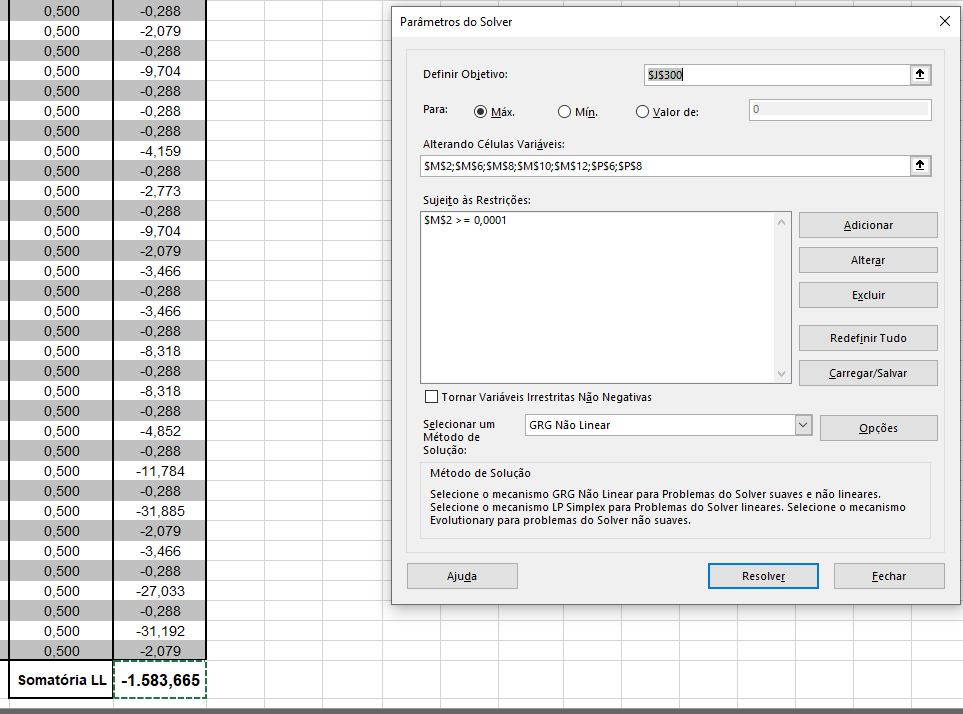 0,500 -0,288
0,500 -2,079
0,500 -0,288
0,500 -9,704
0,500 -0,288
0,500 -0,288
0,500 -0,288
0,500 -4,159
0,500 -0,288
0,500 -2,773
0,500 -0,288
0,500 -9,704
0,500 -2,079
0,500 -3,466
0,500 -0,288
0,500 -3,466
0,500 -0,288
0,500 -8,318
0,500 -0,288
0,500 -8,318
0,500 -0,288
0,500 -4,852
0,500 -0,288
0,500 -11,784
0,500 -0,288
0,500 -31,885
0,500 -2,079
0,500 -3,466
0,500 -0,288
0,500 -27,033
0,500 -0,288
0,500 -31,192
0,500 -2,079
Somatória LL -1.583,665
Parâmetros do Solver
Definir Objetivo: $J$300
Para: Máx. Mín. Valor de: 0
Alterando Células Variáveis:
$M$2;$M$6;$M$8;$M$10;$M$12;$P$6;$P$8
Sujeito às Restrições:
$M$2 >= 0,0001
Adicionar
Alterar
Excluir
Redefinir Tudo
Carregar/Salvar
Tornar Variáveis Irrestritas Não Negativas
Selecionar um
Método de
Solução:
GRG Não Linear
Opções
Método de Solução
Selecione o mecanismo GRG Não Linear para Problemas do Solver suaves e não lineares.
Selecione o mecanismo LP Simplex para Problemas do Solver lineares. Selecione o mecanismo
Evolutionary para problemas do Solver não suaves.
Ajuda
Resolver
Fechar